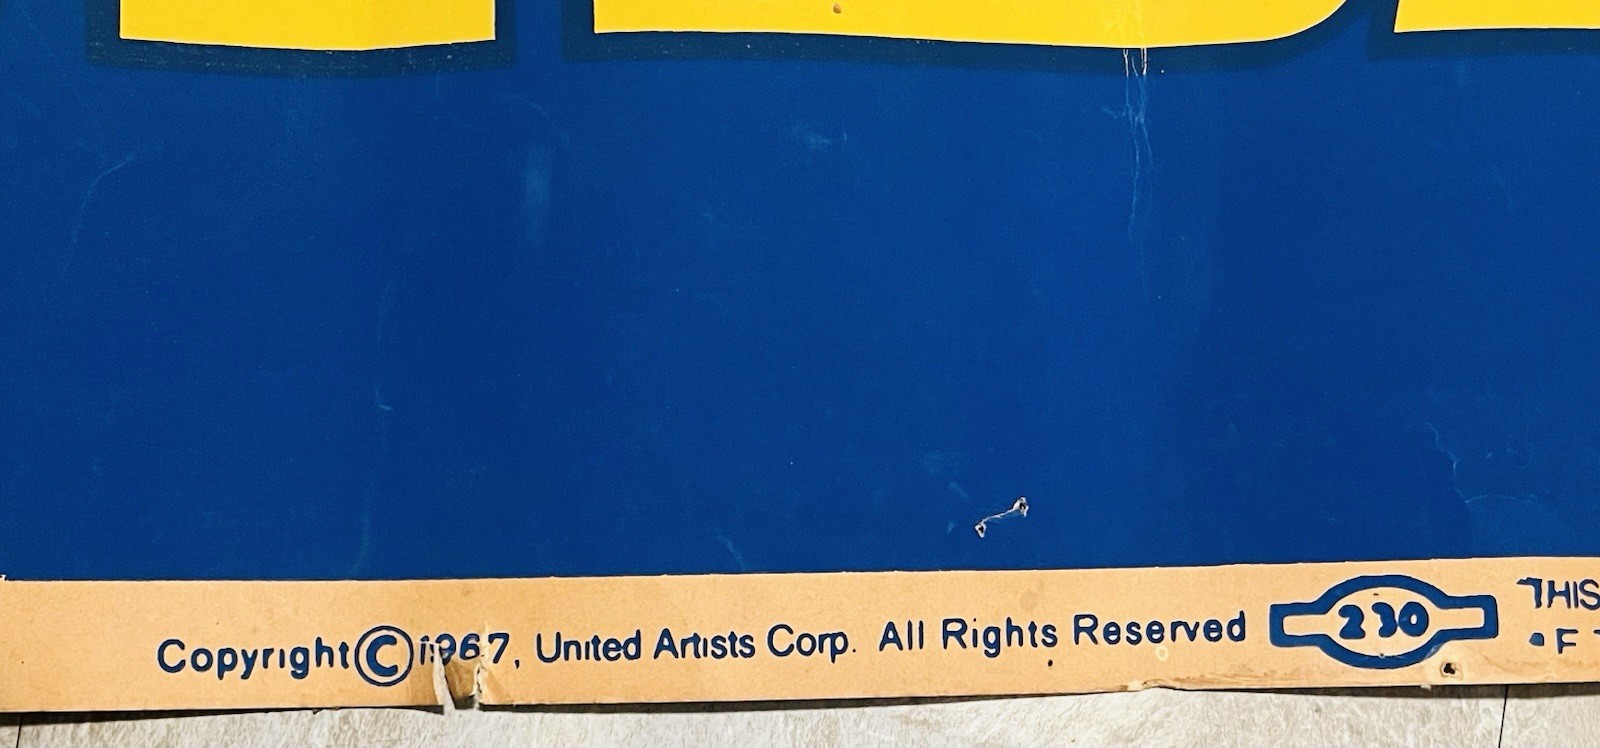 Copyright © 1967, United Artists Corp. All Rights Reserved
230
THIS